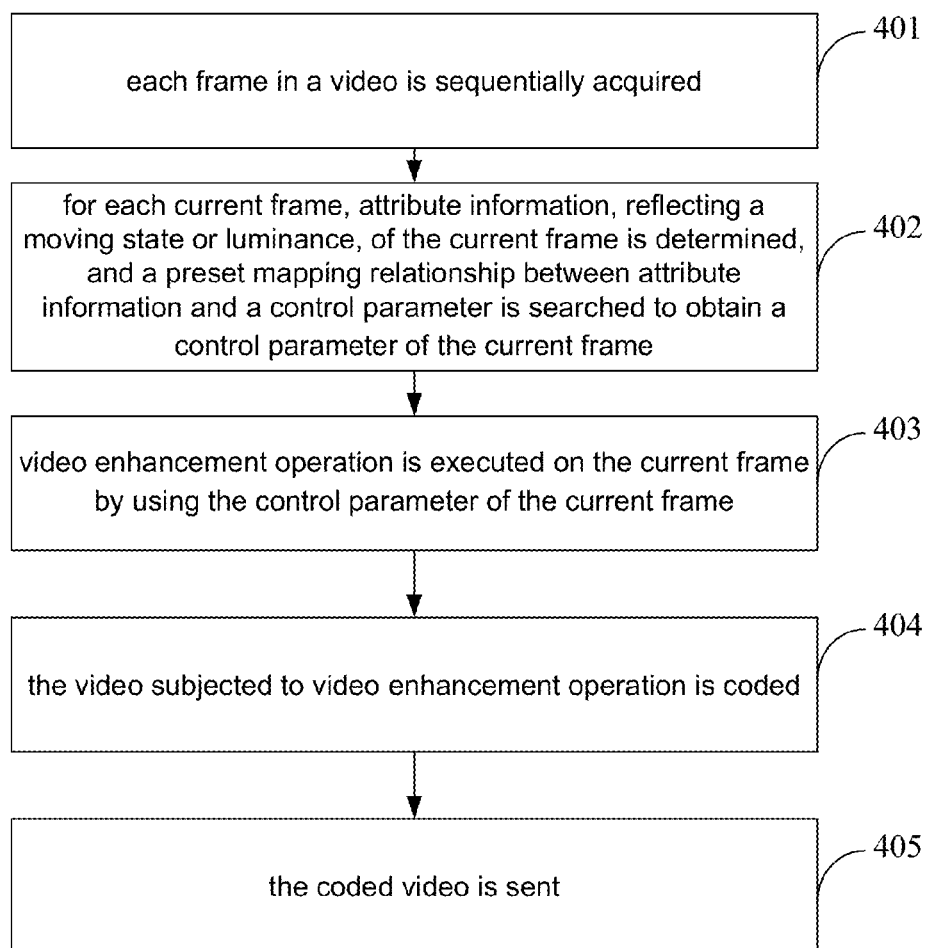 401
each frame in a video is sequentially acquired
for each current frame, attribute information, reflecting a
moving state or luminance, of the current frame is determined,
and a preset mapping relationship between attribute
information and a control parameter is searched to obtain a
control parameter of the current frame
402
403
video enhancement operation is executed on the current frame
by using the control parameter of the current frame
404
the video subjected to video enhancement operation is coded
405
the coded video is sent